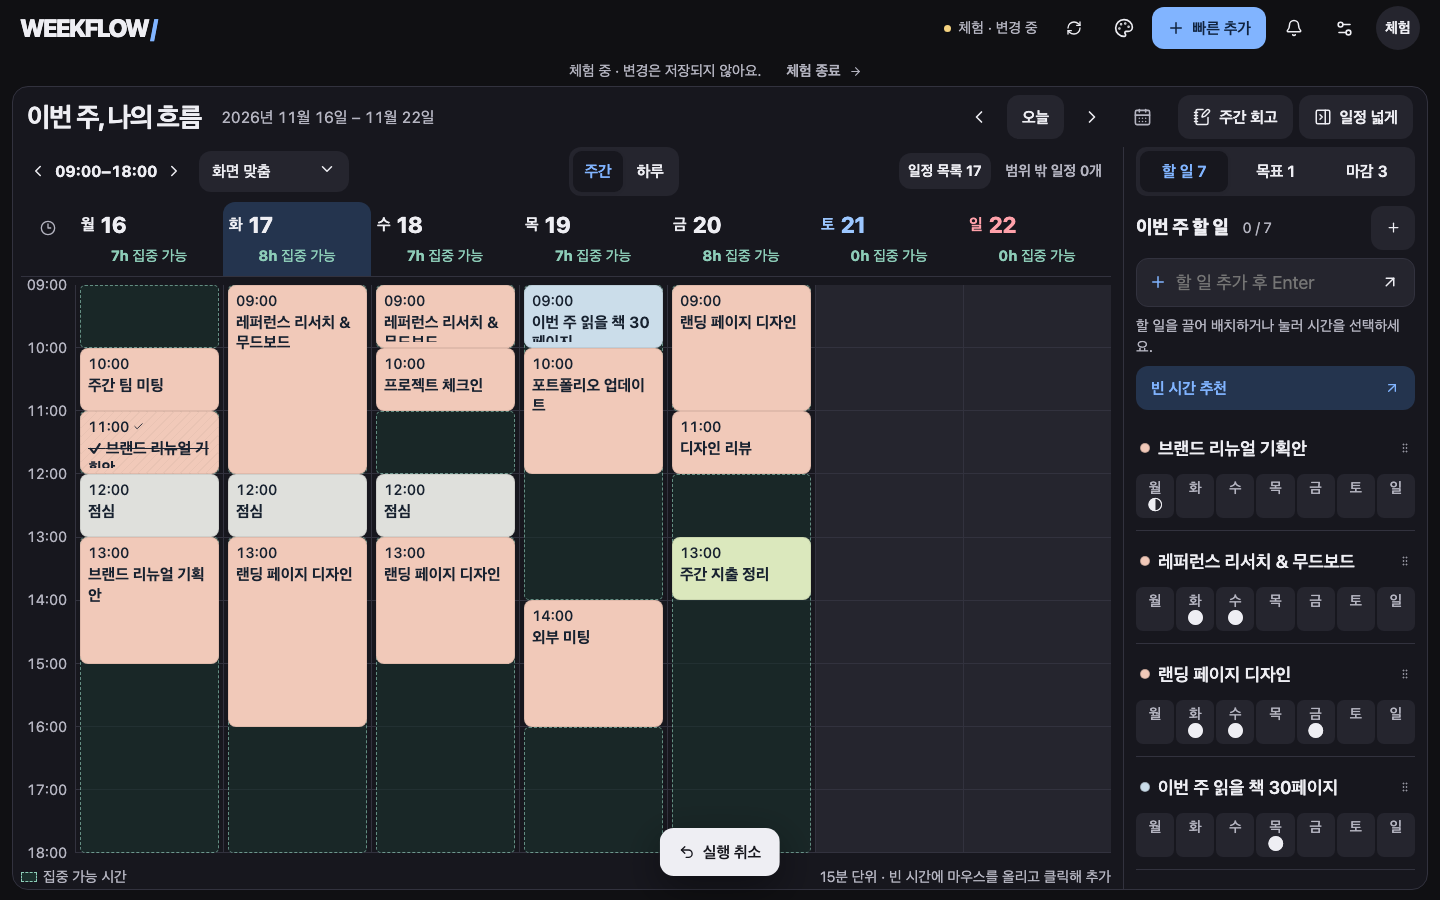 WEEKFLOW/
체험 · 변경 중
빠른 추가
체험
체험 중 · 변경은 저장되지 않아요.
체험 종료 →
이번 주, 나의 흐름
2026년 11월 16일 – 11월 22일
오늘
주간 회고
일정 넓게
09:00–18:00
화면 맞춤
주간
하루
일정 목록 17
범위 밖 일정 0개
월 16
7h 집중 가능
화 17
8h 집중 가능
수 18
7h 집중 가능
목 19
7h 집중 가능
금 20
8h 집중 가능
토 21
0h 집중 가능
일 22
0h 집중 가능
09:00
10:00
11:00
12:00
13:00
14:00
15:00
16:00
17:00
18:00
10:00
주간 팀 미팅
11:00 ✓
✓ 브랜드 리뉴얼 기
획안
12:00
점심
13:00
브랜드 리뉴얼 기획
안
09:00
레퍼런스 리서치 &
무드보드
12:00
점심
13:00
랜딩 페이지 디자인
09:00
레퍼런스 리서치 &
무드보드
10:00
프로젝트 체크인
12:00
점심
13:00
랜딩 페이지 디자인
09:00
이번 주 읽을 책 30
페이지
10:00
포트폴리오 업데이
트
14:00
외부 미팅
09:00
랜딩 페이지 디자인
11:00
디자인 리뷰
13:00
주간 지출 정리
실행 취소
집중 가능 시간
15분 단위 · 빈 시간에 마우스를 올리고 클릭해 추가
할 일 7
목표 1
마감 3
이번 주 할 일
0 / 7
+
+ 할 일 추가 후 Enter
할 일을 끌어 배치하거나 눌러 시간을 선택하세
요.
빈 시간 추천
브랜드 리뉴얼 기획안
월 화 수 목 금 토 일
레퍼런스 리서치 & 무드보드
월 화 수 목 금 토 일
랜딩 페이지 디자인
월 화 수 목 금 토 일
이번 주 읽을 책 30페이지
월 화 수 목 금 토 일